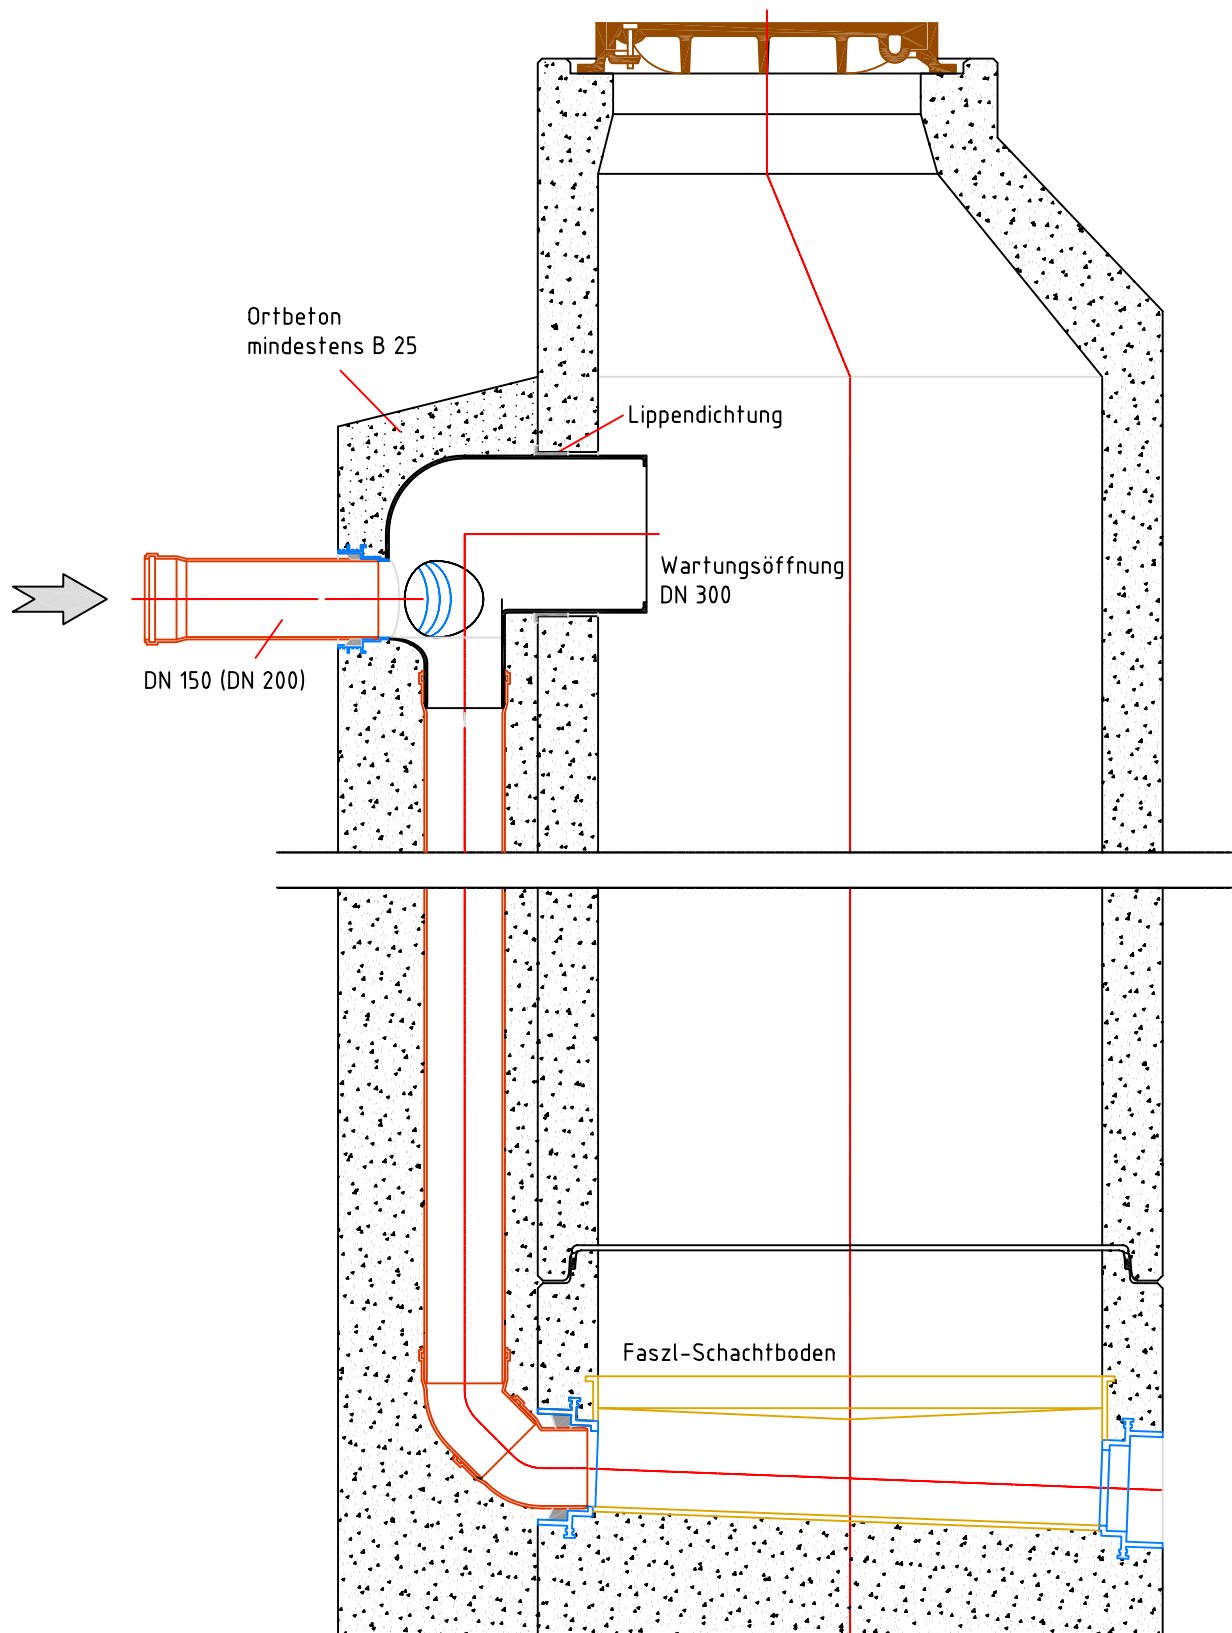 Ortbeton
mindestens B 25
Lippendichtung
Wartungsöffnung
DN 300
DN 150 (DN 200)
Faszl-Schachtboden